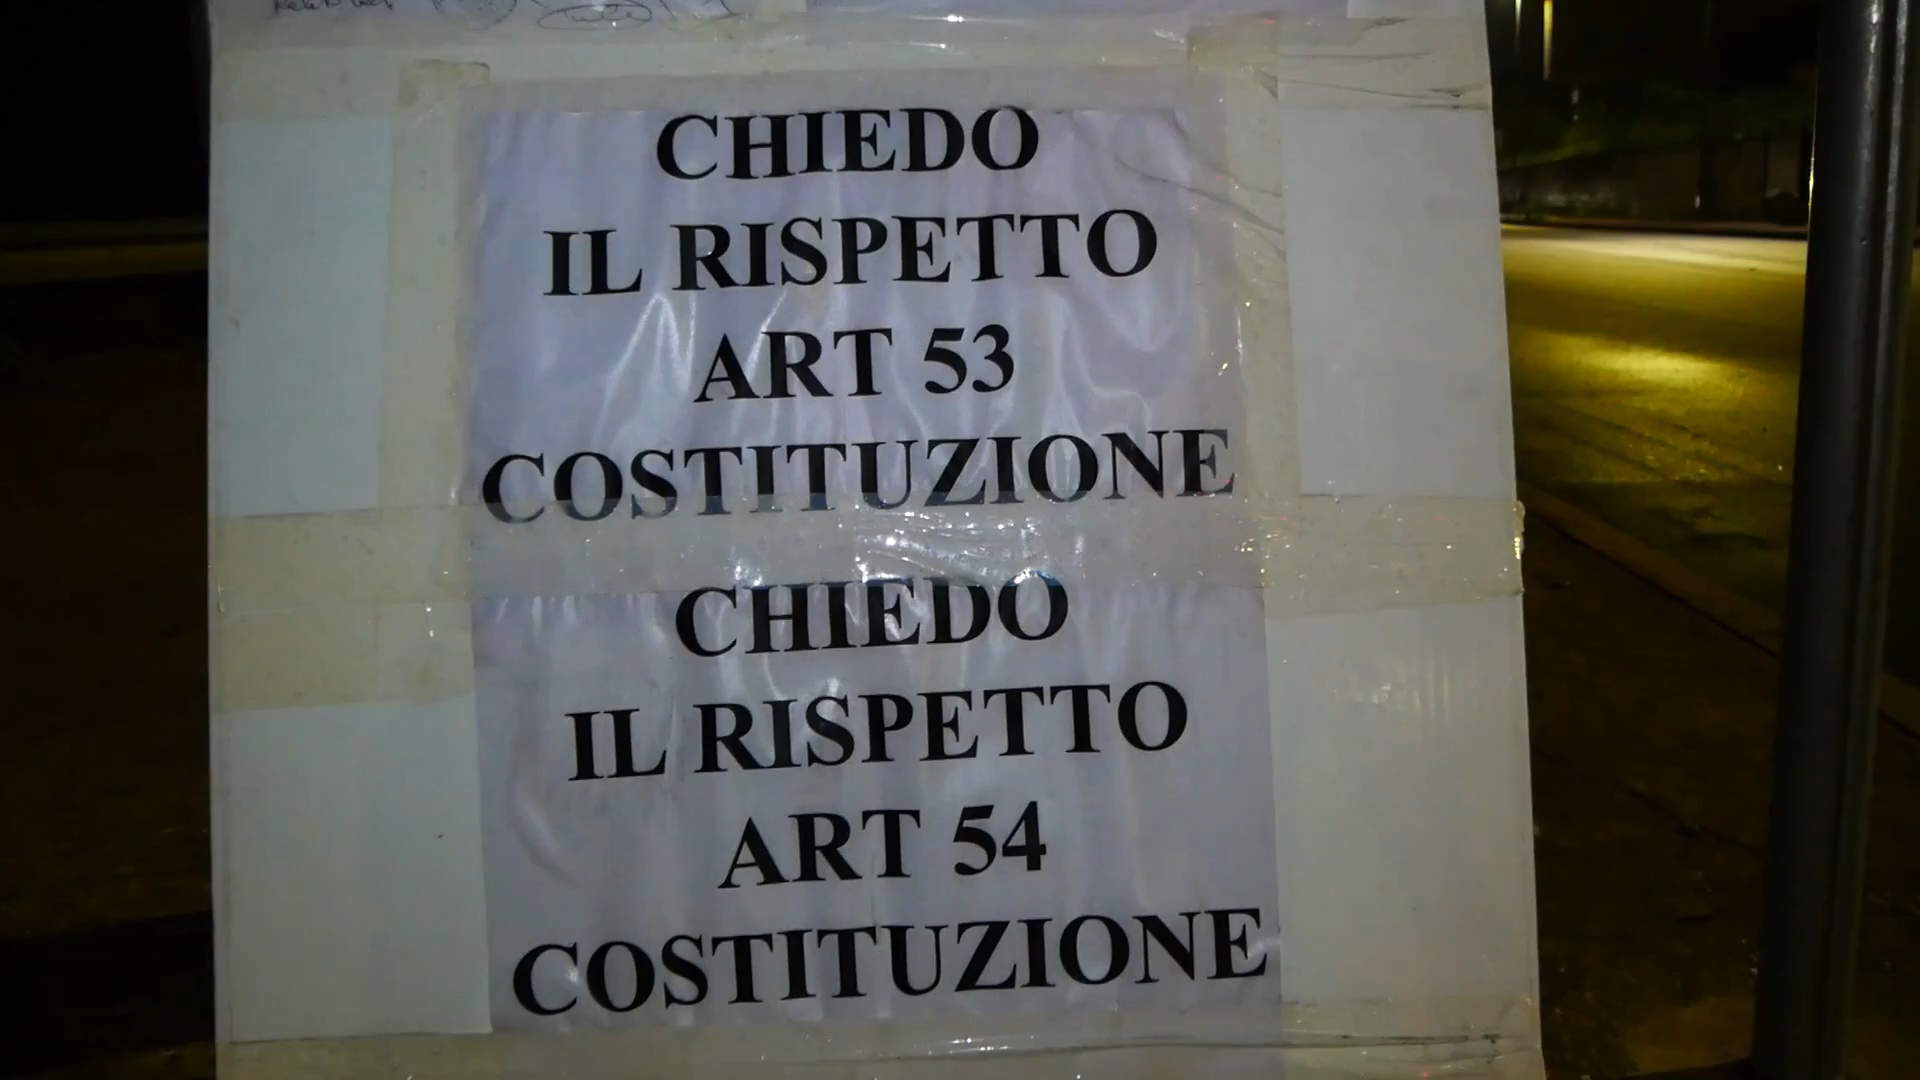 CHIEDO
IL RISPETTO
ART 53
COSTITUZIONE
CHIEDO
IL RISPETTO
ART 54
COSTITUZIONE